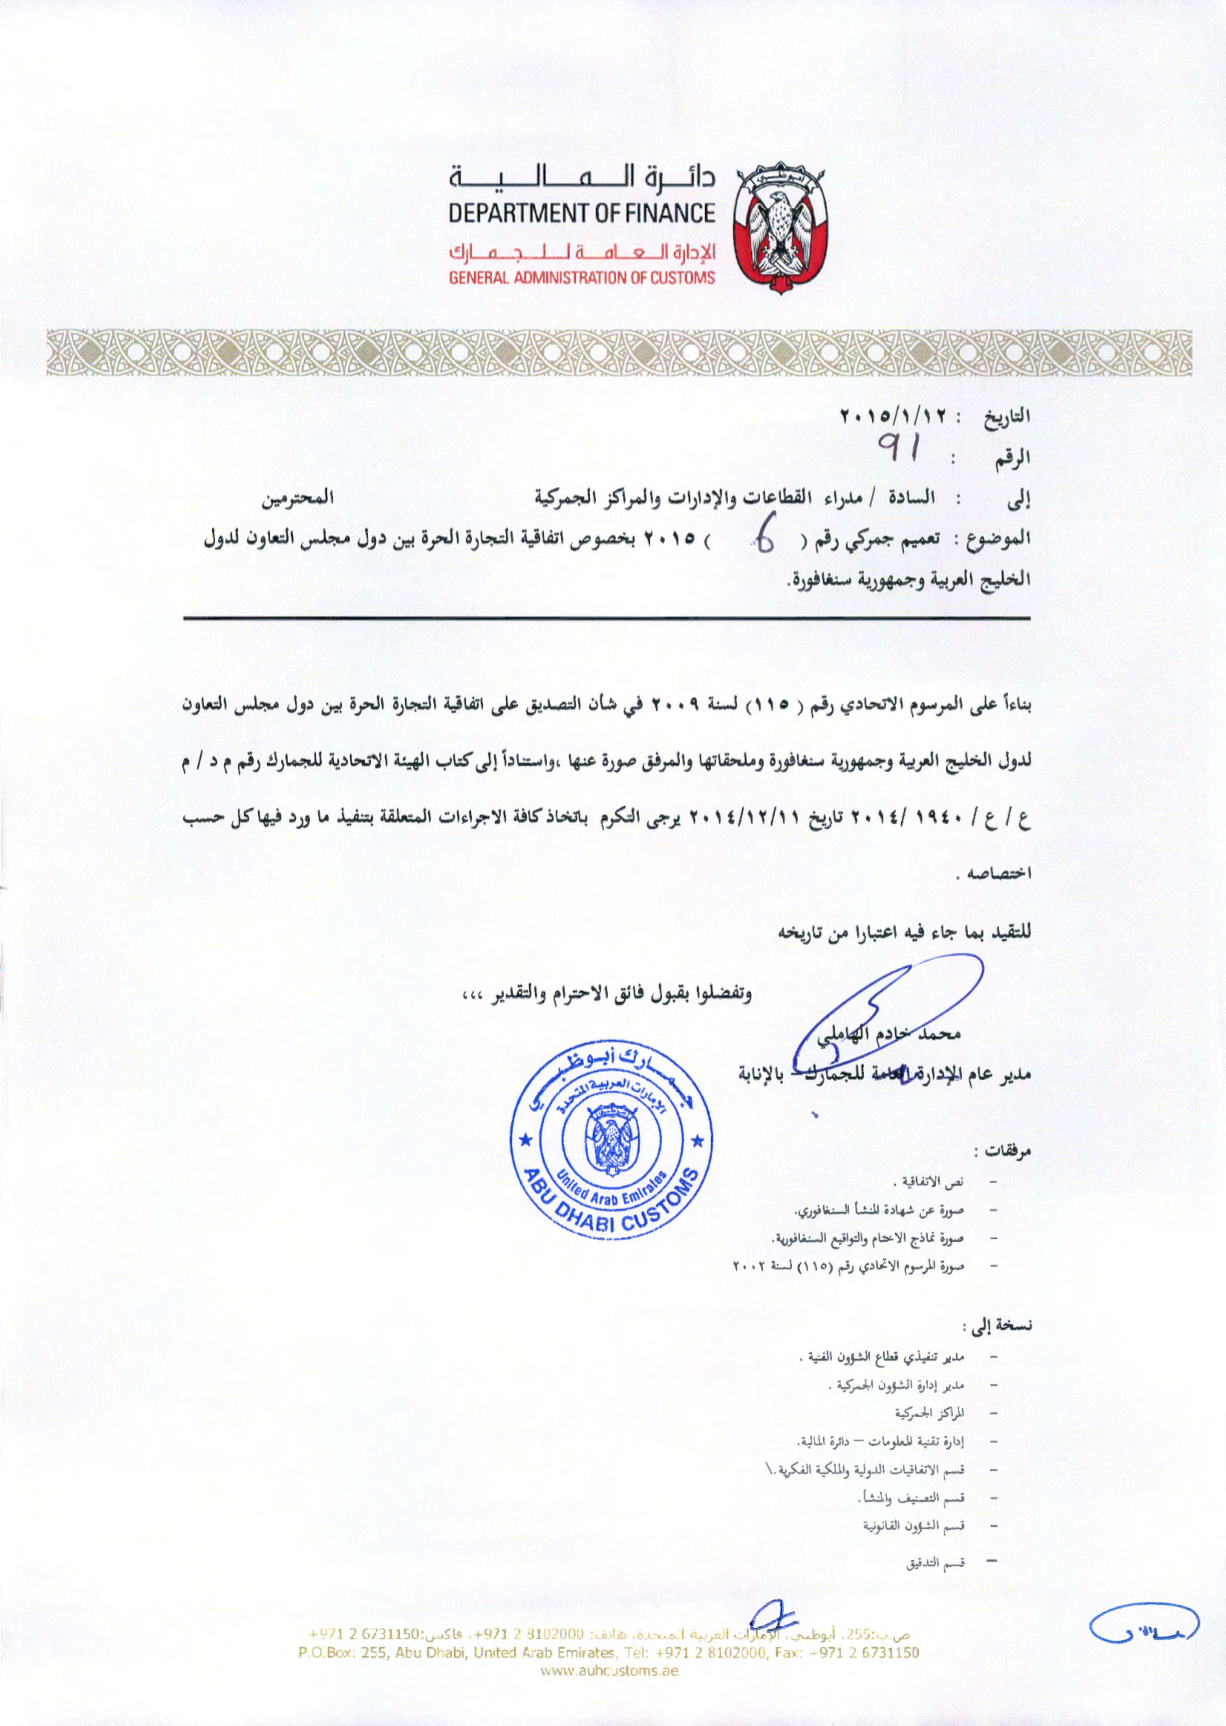 دائرة المالية
DEPARTMENT OF FINANCE
الإدارة العامة للجمارك
GENERAL ADMINISTRATION OF CUSTOMS
التاريخ : ٢٠١٥/١/١٢
الرقم : 91
إلى : السادة / مدراء القطاعات والإدارات والمراكز الجمركية المحترمين
الموضوع : تعميم جمركي رقم ( 6 ) ٢٠١٥ بخصوص اتفاقية التجارة الحرة بين دول مجلس التعاون لدول
الخليج العربية وجمهورية سنغافورة.
بناءاً على المرسوم الاتحادي رقم ( ١١٥) لسنة ٢٠٠٩ في شأن التصديق على اتفاقية التجارة الحرة بين دول مجلس التعاون
لدول الخليج العربية وجمهورية سنغافورة وملحقاتها والمرفق صورة عنها ،واستناداً إلى كتاب الهيئة الاتحادية للجمارك رقم م د / م
ع / ع / ١٩٤٠ /٢٠١٤ تاريخ ٢٠١٤/١٢/١١ يرجى التكرم باتخاذ كافة الاجراءات المتعلقة بتنفيذ ما ورد فيها كل حسب
اختصاصه .
للتقيد بما جاء فيه اعتبارا من تاريخه
وتفضلوا بقبول فائق الاحترام والتقدير ،،،
محمد خادم الهاملي
مدير عام الإدارة العامة للجمارك – بالإنابة
جمارك أبوظبي
الإمارات العربية المتحدة
United Arab Emirates
ABU DHABI CUSTOMS
مرفقات :
– نص الاتفاقية .
– صورة عن شهادة المنشأ السنغافوري.
– صورة نماذج الاختام والتواقيع السنغافورية.
– صورة المرسوم الاتحادي رقم (١١٥) لسنة ٢٠٠٢
نسخة إلى :
– مدير تنفيذي قطاع الشؤون الفنية .
– مدير إدارة الشؤون الجمركية .
– المراكز الجمركية
– إدارة تقنية المعلومات – دائرة المالية.
– قسم الاتفاقيات الدولية والملكية الفكرية.\
– قسم التصنيف والمنشأ.
– قسم الشؤون القانونية
– قسم التدقيق
ص.ب:255، أبوظبي، الإمارات العربية المتحدة، هاتف: 8102000 2 971+، فاكس:6731150 2 971+
P.O.Box: 255, Abu Dhabi, United Arab Emirates, Tel: +971 2 8102000, Fax: +971 2 6731150
www.auhcustoms.ae